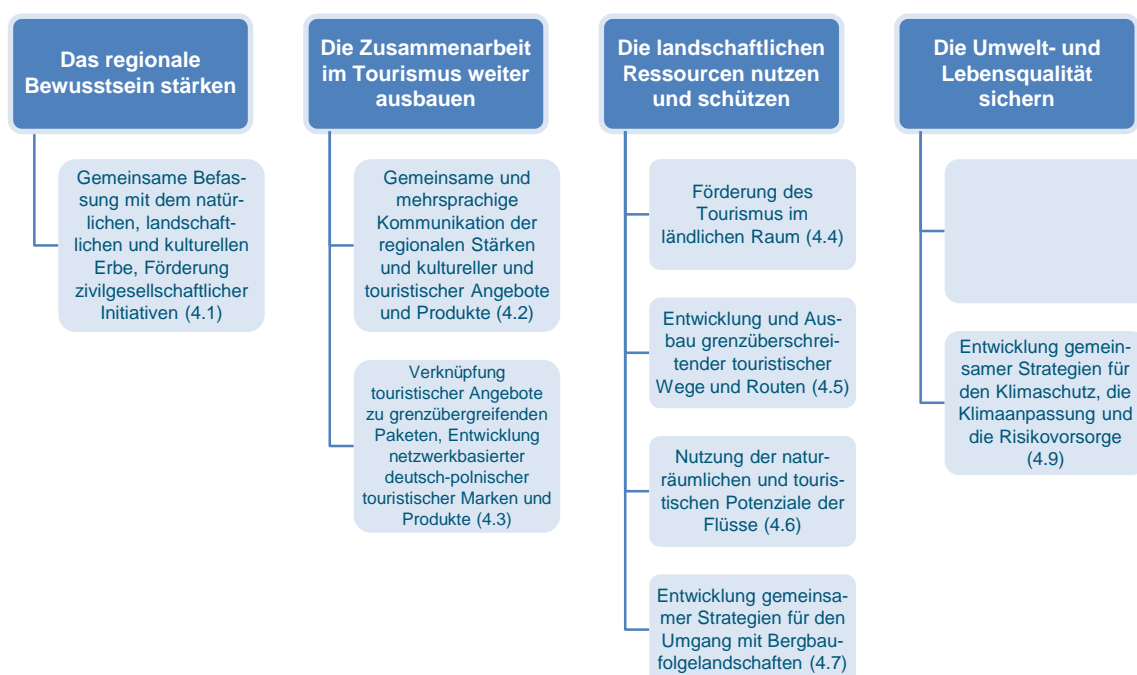 Das regionale
Bewusstsein stärken
Gemeinsame Befas-
sung mit dem natür-
lichen, landschaft-
lichen und kulturellen
Erbe, Förderung
zivilgesellschaftlicher
Initiativen (4.1)
Die Zusammenarbeit
im Tourismus weiter
ausbauen
Gemeinsame und
mehrsprachige
Kommunikation der
regionalen Stärken
und kultureller und
touristischer Angebote
und Produkte (4.2)
Verknüpfung
touristischer Angebote
zu grenzübergreifenden
Paketen, Entwicklung
netzwerkbasierter
deutsch-polnischer
touristischer Marken und
Produkte (4.3)
Die landschaftlichen
Ressourcen nutzen
und schützen
Förderung des
Tourismus im
ländlichen Raum (4.4)
Entwicklung und Aus-
bau grenzüberschrei-
tender touristischer
Wege und Routen (4.5)
Nutzung der natur-
räumlichen und touris-
tischen Potenziale der
Flüsse (4.6)
Entwicklung gemeinsa-
mer Strategien für den
Umgang mit Bergbau-
folgelandschaften (4.7)
Die Umwelt- und
Lebensqualität
sichern
Entwicklung gemein-
samer Strategien für
den Klimaschutz, die
Klimaanpassung und
die Risikovorsorge
(4.9)